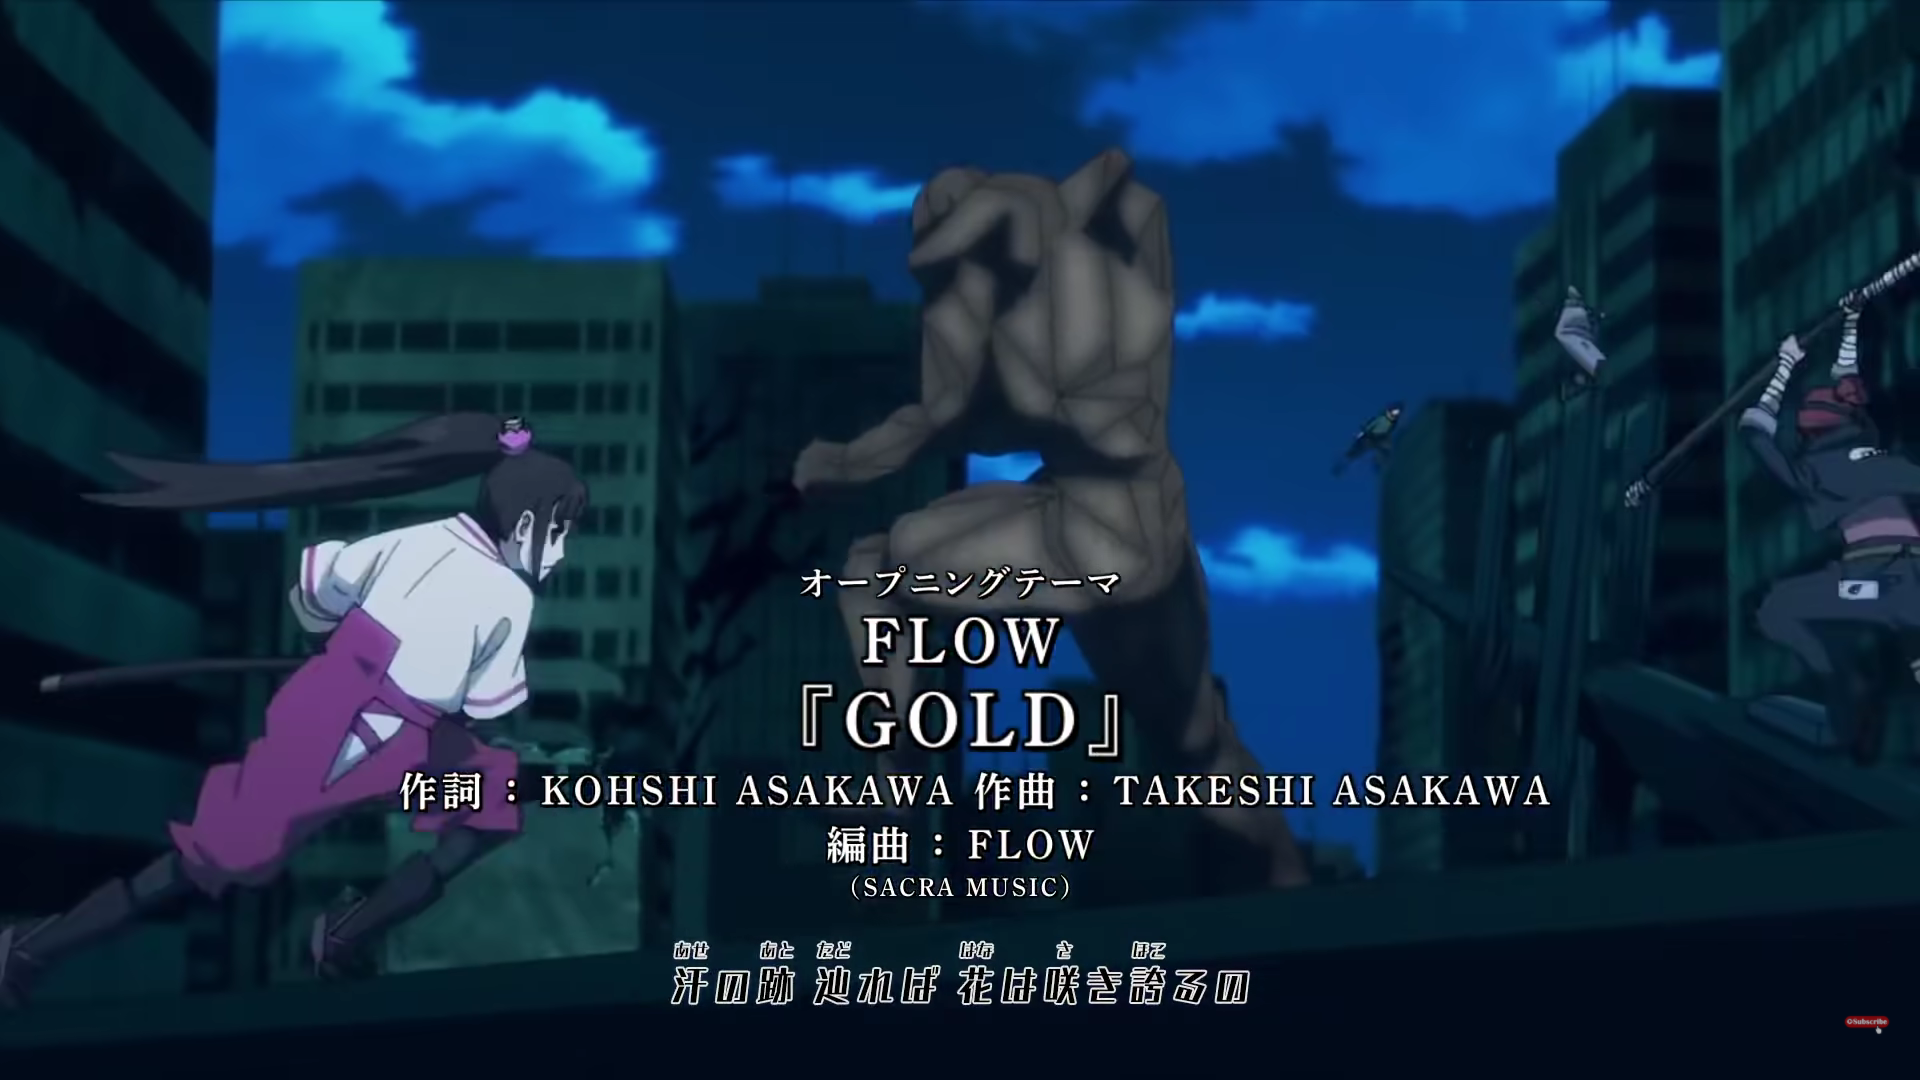 オープニングテーマ
FLOW
『GOLD』
作詞：KOHSHI ASAKAWA 作曲：TAKESHI ASAKAWA
編曲：FLOW
(SACRA MUSIC)
あせ あと たど はな さ ほこ
汗の跡 辿れば 花は咲き誇るの
Subscribe